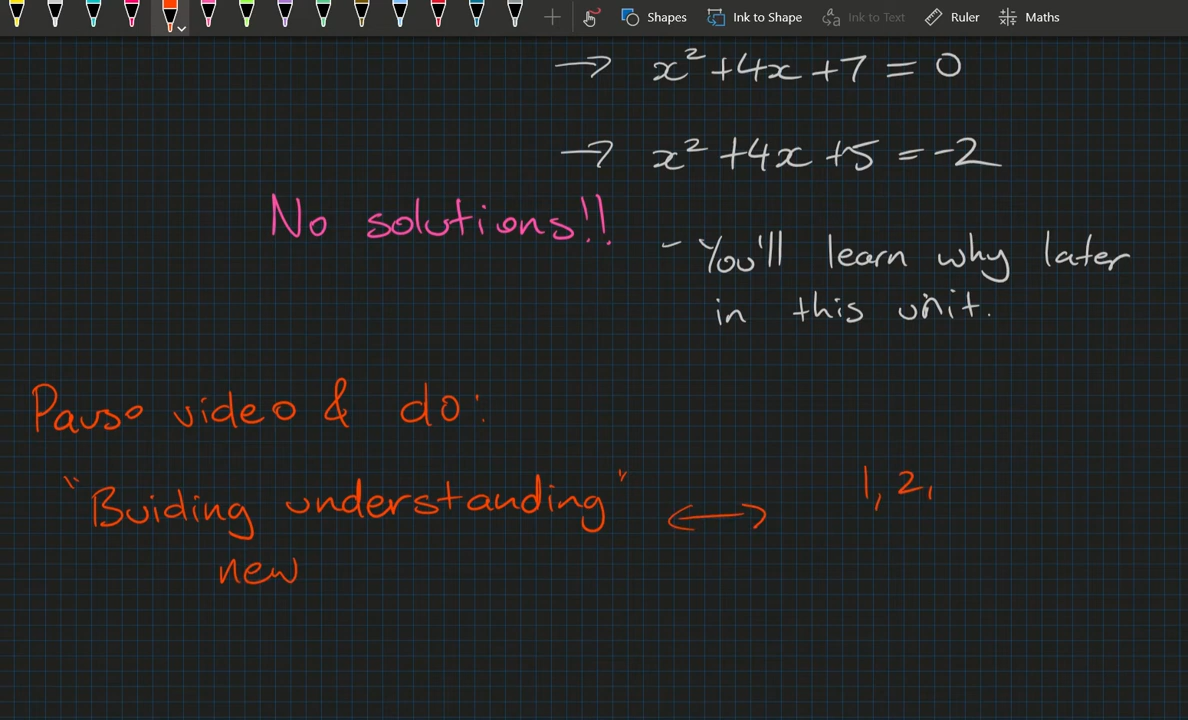 Shapes Ink to Shape Ink to Text Ruler Maths
→ x²+4x+7 = 0
→ x²+4x+5 = -2
No solutions!!
- You'll learn why later
in this unit.
Pause video & do:
"Buiding understanding" ↔ 1, 2,
new